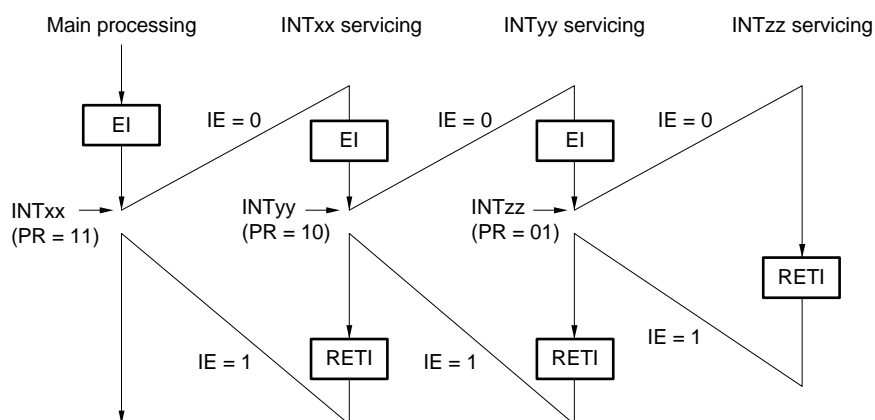 Main processing INTxx servicing INTyy servicing INTzz servicing
EI IE = 0 EI IE = 0 EI IE = 0
INTxx INTyy INTzz
(PR = 11) (PR = 10) (PR = 01)
RETI
IE = 1 RETI IE = 1 RETI IE = 1